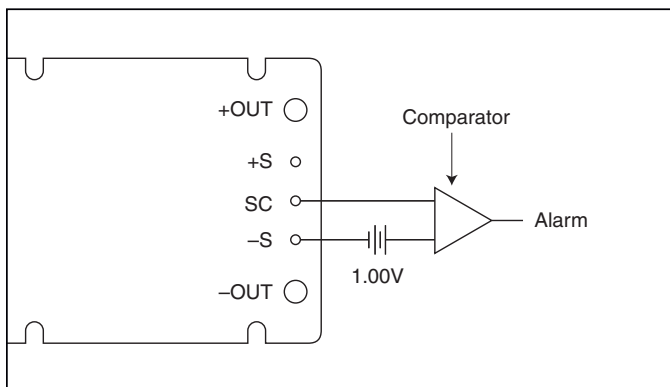 +OUT
Comparator
+S
SC
Alarm
–S
1.00V
–OUT